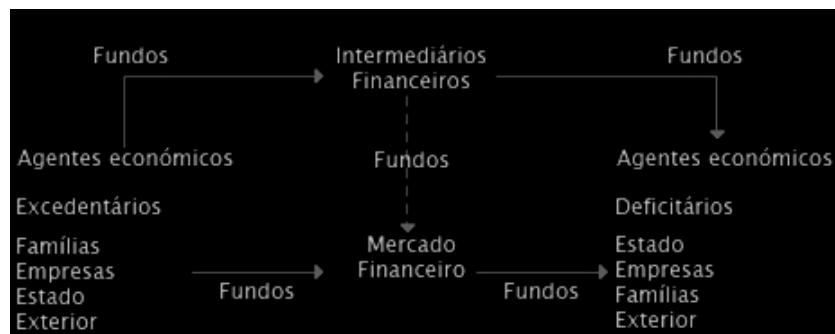 Fundos
Intermediários
Financeiros
Fundos
Agentes económicos
Fundos
Agentes económicos
Excedentários
Deficitários
Famílias
Empresas
Estado
Exterior
Fundos
Mercado
Financeiro
Fundos
Estado
Empresas
Famílias
Exterior